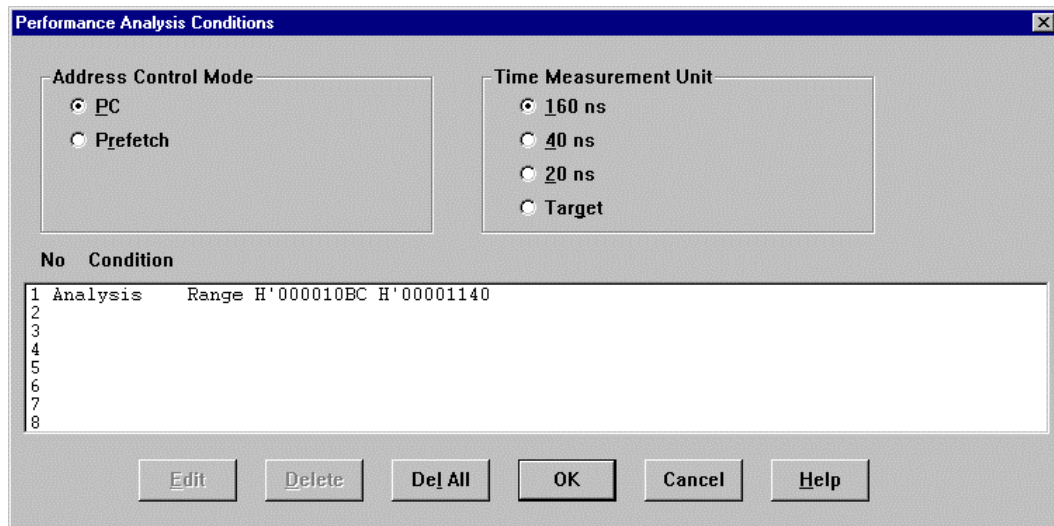 Performance Analysis Conditions
Address Control Mode
PC
Prefetch
Time Measurement Unit
160 ns
40 ns
20 ns
Target
No Condition
1 Analysis Range H'000010BC H'00001140
2
3
4
5
6
7
8
Edit Delete Del All OK Cancel Help